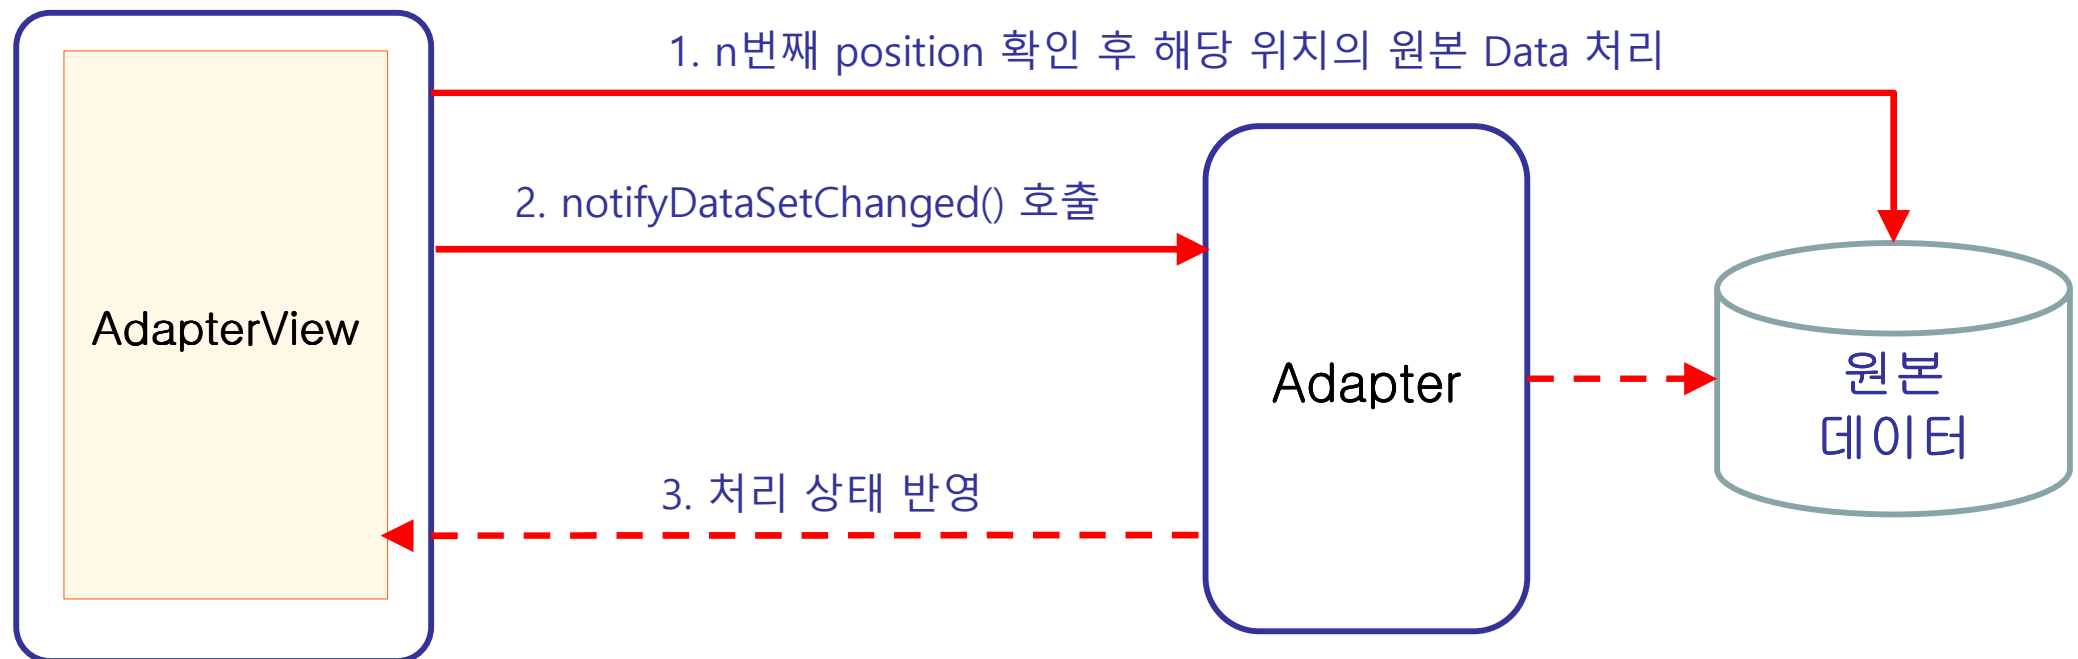 1. n번째 position 확인 후 해당 위치의 원본 Data 처리
2. notifyDataSetChanged() 호출
AdapterView
Adapter
원본
데이터
3. 처리 상태 반영